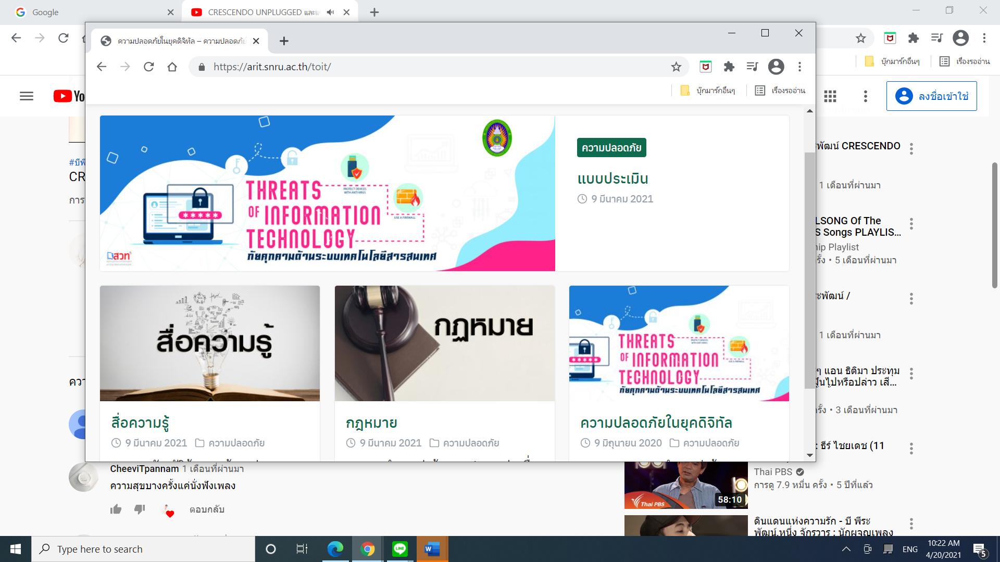 Google
CRESCENDO UNPLUGGED
ความปลอดภัยในยุคดิจิทัล – ความปลอดภัย
https://arit.snru.ac.th/toit/
บุ๊กมาร์กอื่นๆ
เรื่องรออ่าน
บุ๊กมาร์กอื่นๆ
เรื่องรออ่าน
ลงชื่อเข้าใช้
THREATS
OF INFORMATION
TECHNOLOGY
ภัยคุกคามด้านระบบเทคโนโลยีสารสนเทศ
PROTECT DEVICES
WITH ANTI VIRUS
USE A FIREWALL
สวท
ความปลอดภัย
แบบประเมิน
9 มีนาคม 2021
สื่อความรู้
กฏหมาย
THREATS
OF INFORMATION
TECHNOLOGY
ภัยคุกคามด้านระบบเทคโนโลยีสารสนเทศ
สื่อความรู้
9 มีนาคม 2021 ความปลอดภัย
กฎหมาย
9 มีนาคม 2021 ความปลอดภัย
ความปลอดภัยในยุคดิจิทัล
9 มิถุนายน 2020 ความปลอดภัย
CR
การ
CheeviTpannam 1 เดือนที่ผ่านมา
ความสุขบางครั้งแค่นั่งฟังเพลง
ตอบกลับ
พัฒน์ CRESCENDO
1 เดือนที่ผ่านมา
LSONG Of The
S Songs PLAYLIS...
hip Playlist
ครั้ง • 5 เดือนที่ผ่านมา
ะพัฒน์ /
1 เดือนที่ผ่านมา
ๆ แอน ธิติมา ประทุม
ฝืนไปหรือปล่าว เสี...
ครั้ง • 3 เดือนที่ผ่านมา
: ธีร์ ไชยเดช (11
Thai PBS
การดู 7.9 หมื่น ครั้ง • 5 ปีที่แล้ว
Thai PBS
58:10
ดินแดนแห่งความรัก - บี พีระ
พัฒน์,หนึ่ง จักรวาร : นักผจญเพลง
Type here to search
LINE
ENG
10:22 AM
4/20/2021
5